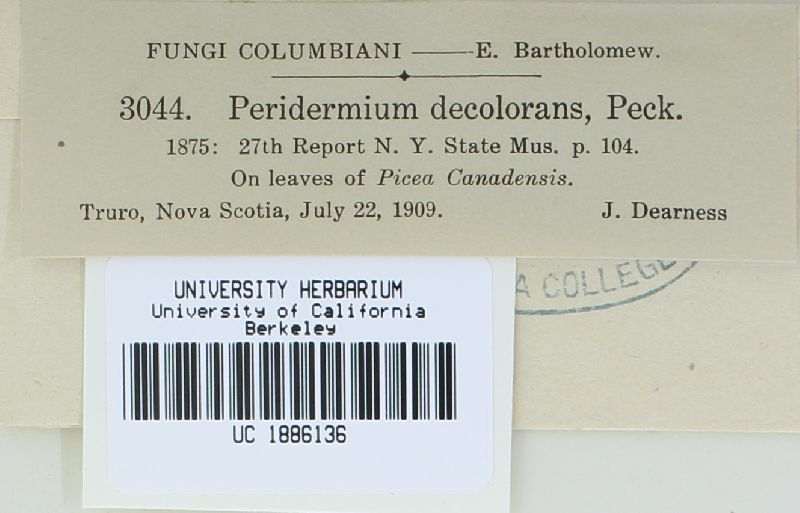 FUNGI COLUMBIANI ——— E. Bartholomew.
3044. Peridermium decolorans, Peck.
1875: 27th Report N. Y. State Mus. p. 104.
On leaves of Picea Canadensis.
Truro, Nova Scotia, July 22, 1909. J. Dearness
A COLLEGE
UNIVERSITY HERBARIUM
University of California
Berkeley
UC 1886136